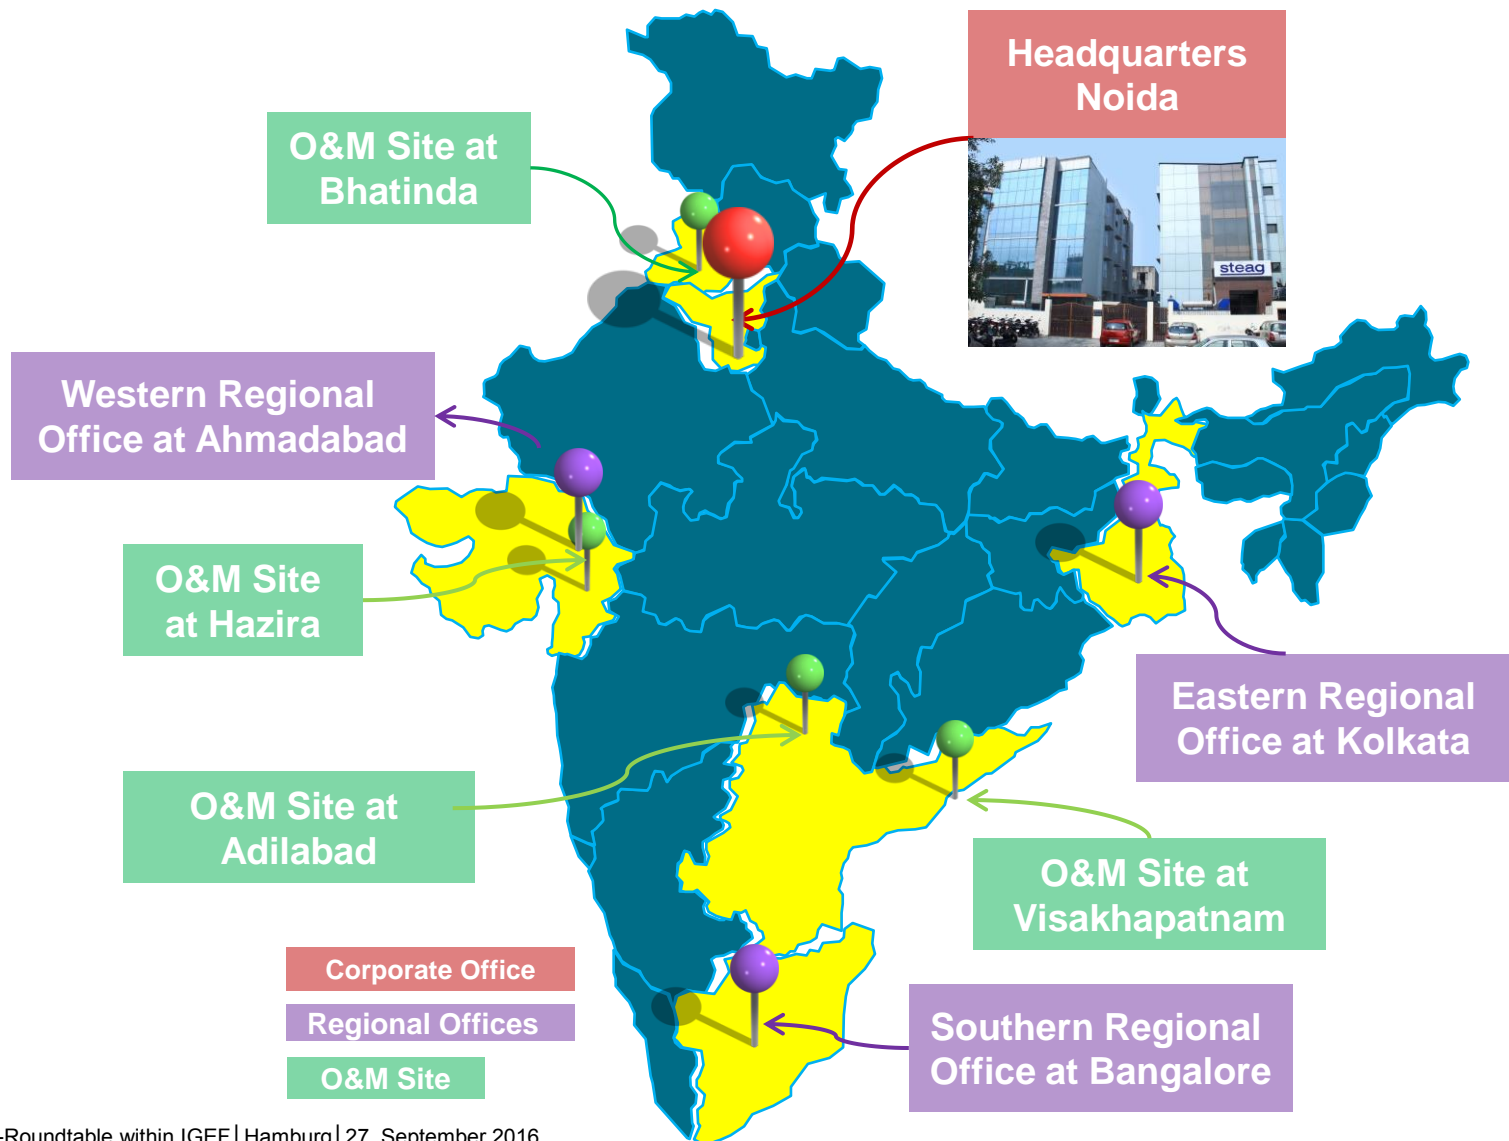 Headquarters
Noida
O&M Site at
Bhatinda
steag
Western Regional
Office at Ahmadabad
O&M Site
at Hazira
Eastern Regional
Office at Kolkata
O&M Site at
Adilabad
O&M Site at
Visakhapatnam
Corporate Office
Regional Offices
O&M Site
Southern Regional
Office at Bangalore
-Roundtable within IGEF│Hamburg│27. September 2016